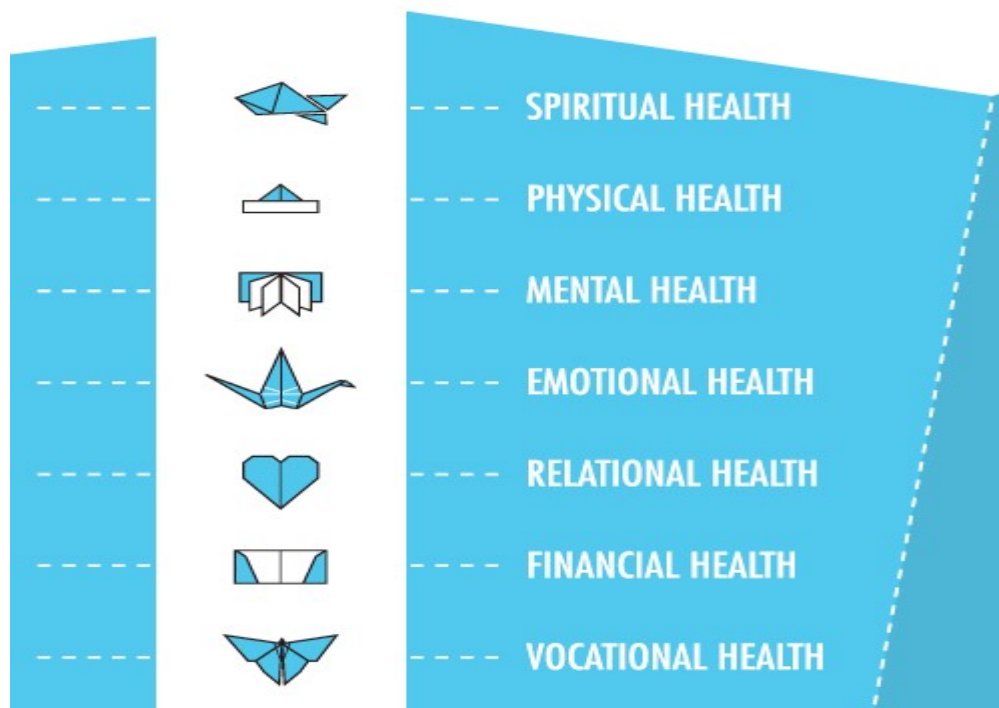 SPIRITUAL HEALTH
PHYSICAL HEALTH
MENTAL HEALTH
EMOTIONAL HEALTH
RELATIONAL HEALTH
FINANCIAL HEALTH
VOCATIONAL HEALTH